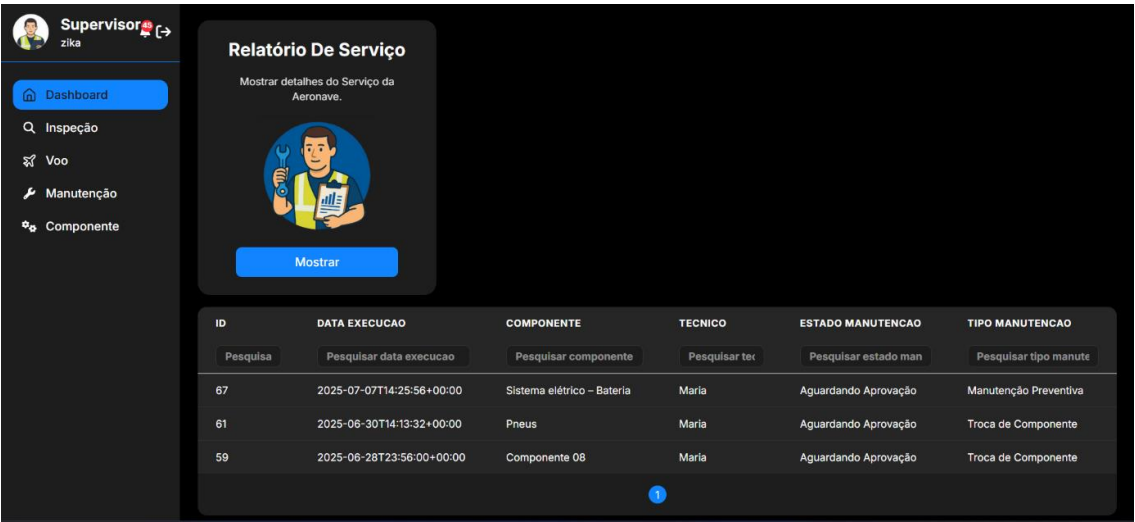 Supervisor 45
zika
Dashboard
Inspeção
Voo
Manutenção
Componente
Relatório De Serviço
Mostrar detalhes do Serviço da
Aeronave.
Mostrar
ID DATA EXECUCAO COMPONENTE TECNICO ESTADO MANUTENCAO TIPO MANUTENCAO
Pesquisa Pesquisar data execucao Pesquisar componente Pesquisar tec Pesquisar estado man Pesquisar tipo manute
67 2025-07-07T14:25:56+00:00 Sistema elétrico – Bateria Maria Aguardando Aprovação Manutenção Preventiva
61 2025-06-30T14:13:32+00:00 Pneus Maria Aguardando Aprovação Troca de Componente
59 2025-06-28T23:56:00+00:00 Componente 08 Maria Aguardando Aprovação Troca de Componente
1